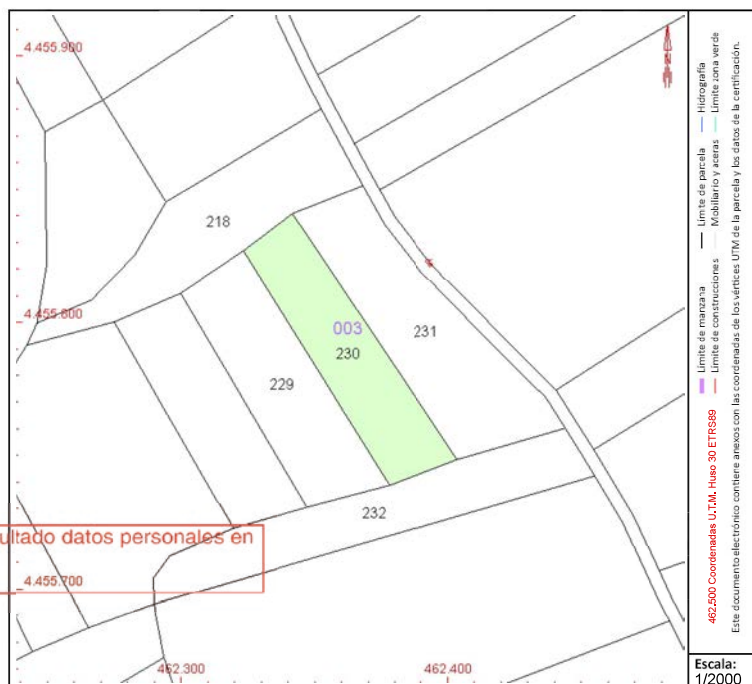 4.455.900
218
4.455.800
003
230
231
229
232
ultado datos personales en
4.455.700
462.300
462.400
Límite de manzana
Límite de parcela
Hidrografía
Límite de construcciones
Mobiliario y aceras
Límite zona verde
462.500 Coordenadas U.T.M. Huso 30 ETRS89
Este documento electrónico contiene anexos con las coordenadas de los vértices UTM de la parcela y los datos de la certificación.
Escala:
1/2000